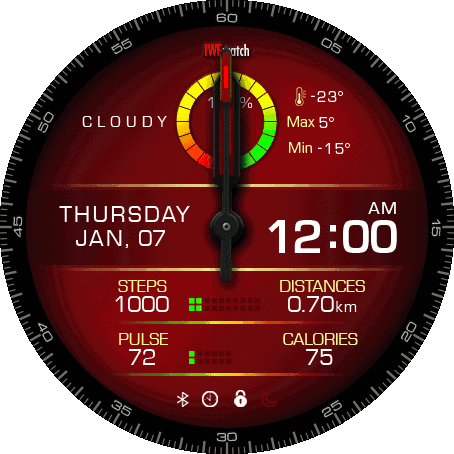 60
55
05
50
10
45
15
40
20
35
25
30
CLOUDY
-23°
Max 5°
Min -15°
THURSDAY
JAN, 07
AM
12:00
STEPS
1000
DISTANCES
0.70km
PULSE
72
CALORIES
75